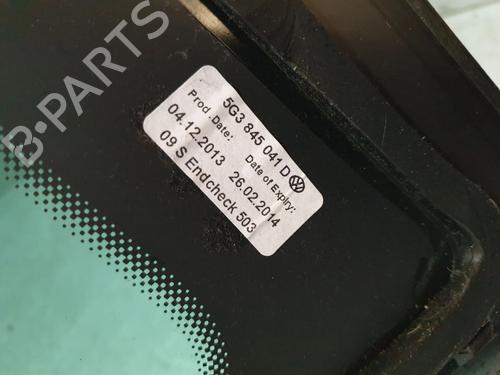 B-PARTS
5G3 845 041 D
Prod .Date: Date of Expiry:
04.12.2013 26.02.2014
09 S Endcheck 503